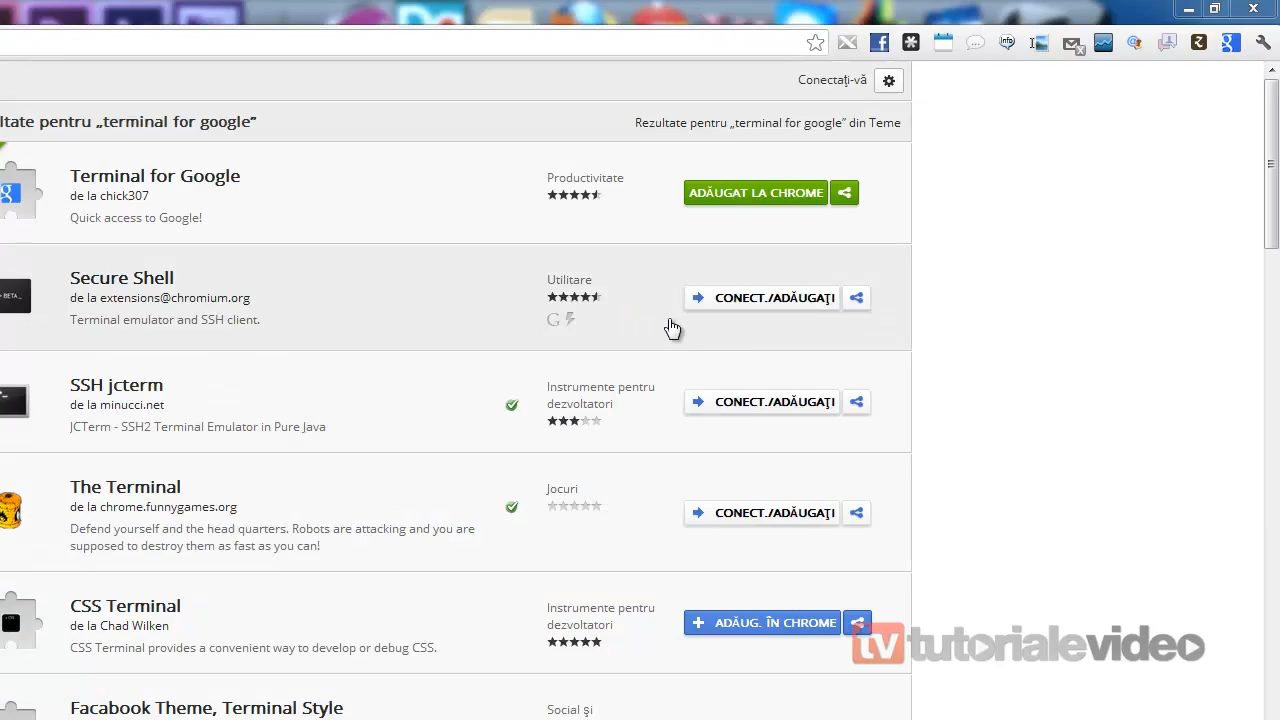 Conectați-vă
ltate pentru „terminal for google”
Rezultate pentru „terminal for google” din Teme
Terminal for Google
de la chick307
Quick access to Google!
Productivitate
ADĂUGAT LA CHROME
Secure Shell
de la extensions@chromium.org
Terminal emulator and SSH client.
Utilitare
CONECT./ADĂUGAȚI
BETA_
SSH jcterm
de la minucci.net
JCTerm - SSH2 Terminal Emulator in Pure Java
Instrumente pentru
dezvoltatori
CONECT./ADĂUGAȚI
The Terminal
de la chrome.funnygames.org
Defend yourself and the head quarters. Robots are attacking and you are
supposed to destroy them as fast as you can!
Jocuri
CONECT./ADĂUGAȚI
CSS Terminal
de la Chad Wilken
CSS Terminal provides a convenient way to develop or debug CSS.
Instrumente pentru
dezvoltatori
ADĂUG. ÎN CHROME
tv tutorialevideo
Facabook Theme, Terminal Style
Social și